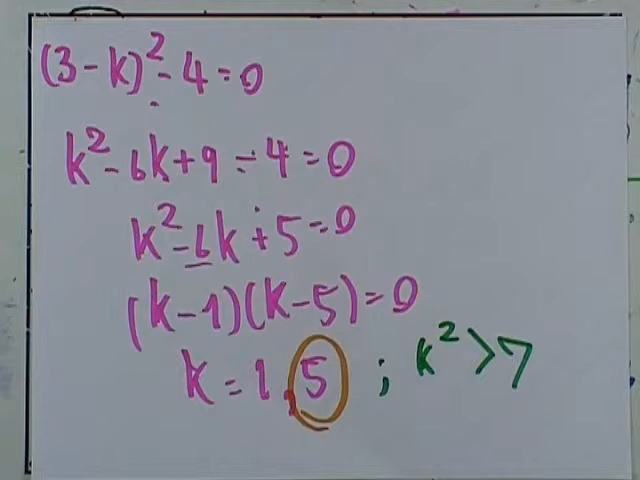 (3-k)²-4=0
k²-6k+9-4=0
k²-6k+5=0
(k-1)(k-5)=0
k=1,5 ; k²>7